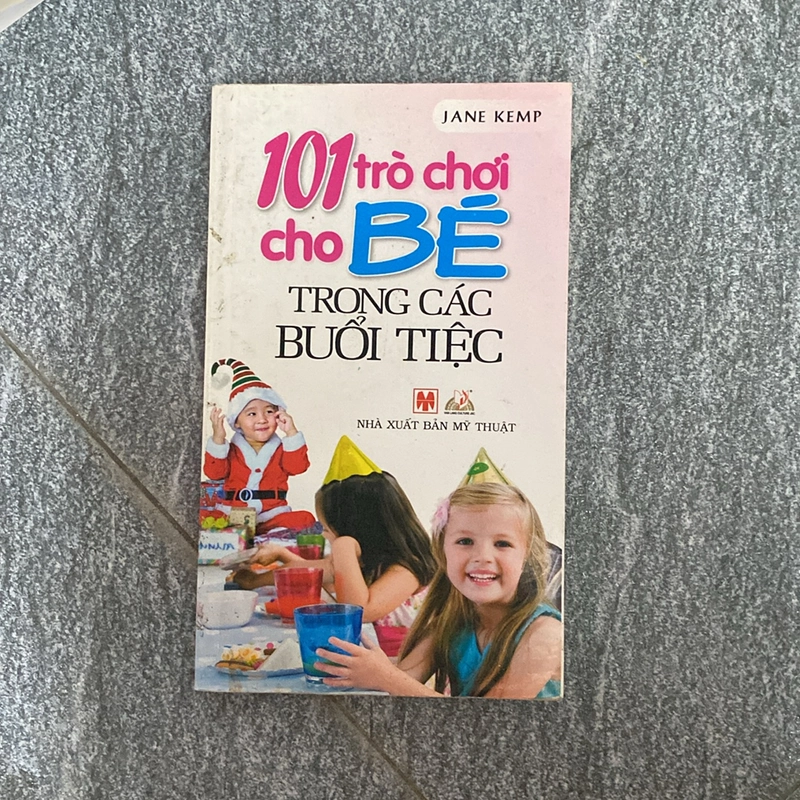 JANE KEMP
101 trò chơi
cho BÉ
TRONG CÁC
BUỔI TIỆC
NHÀ XUẤT BẢN MỸ THUẬT